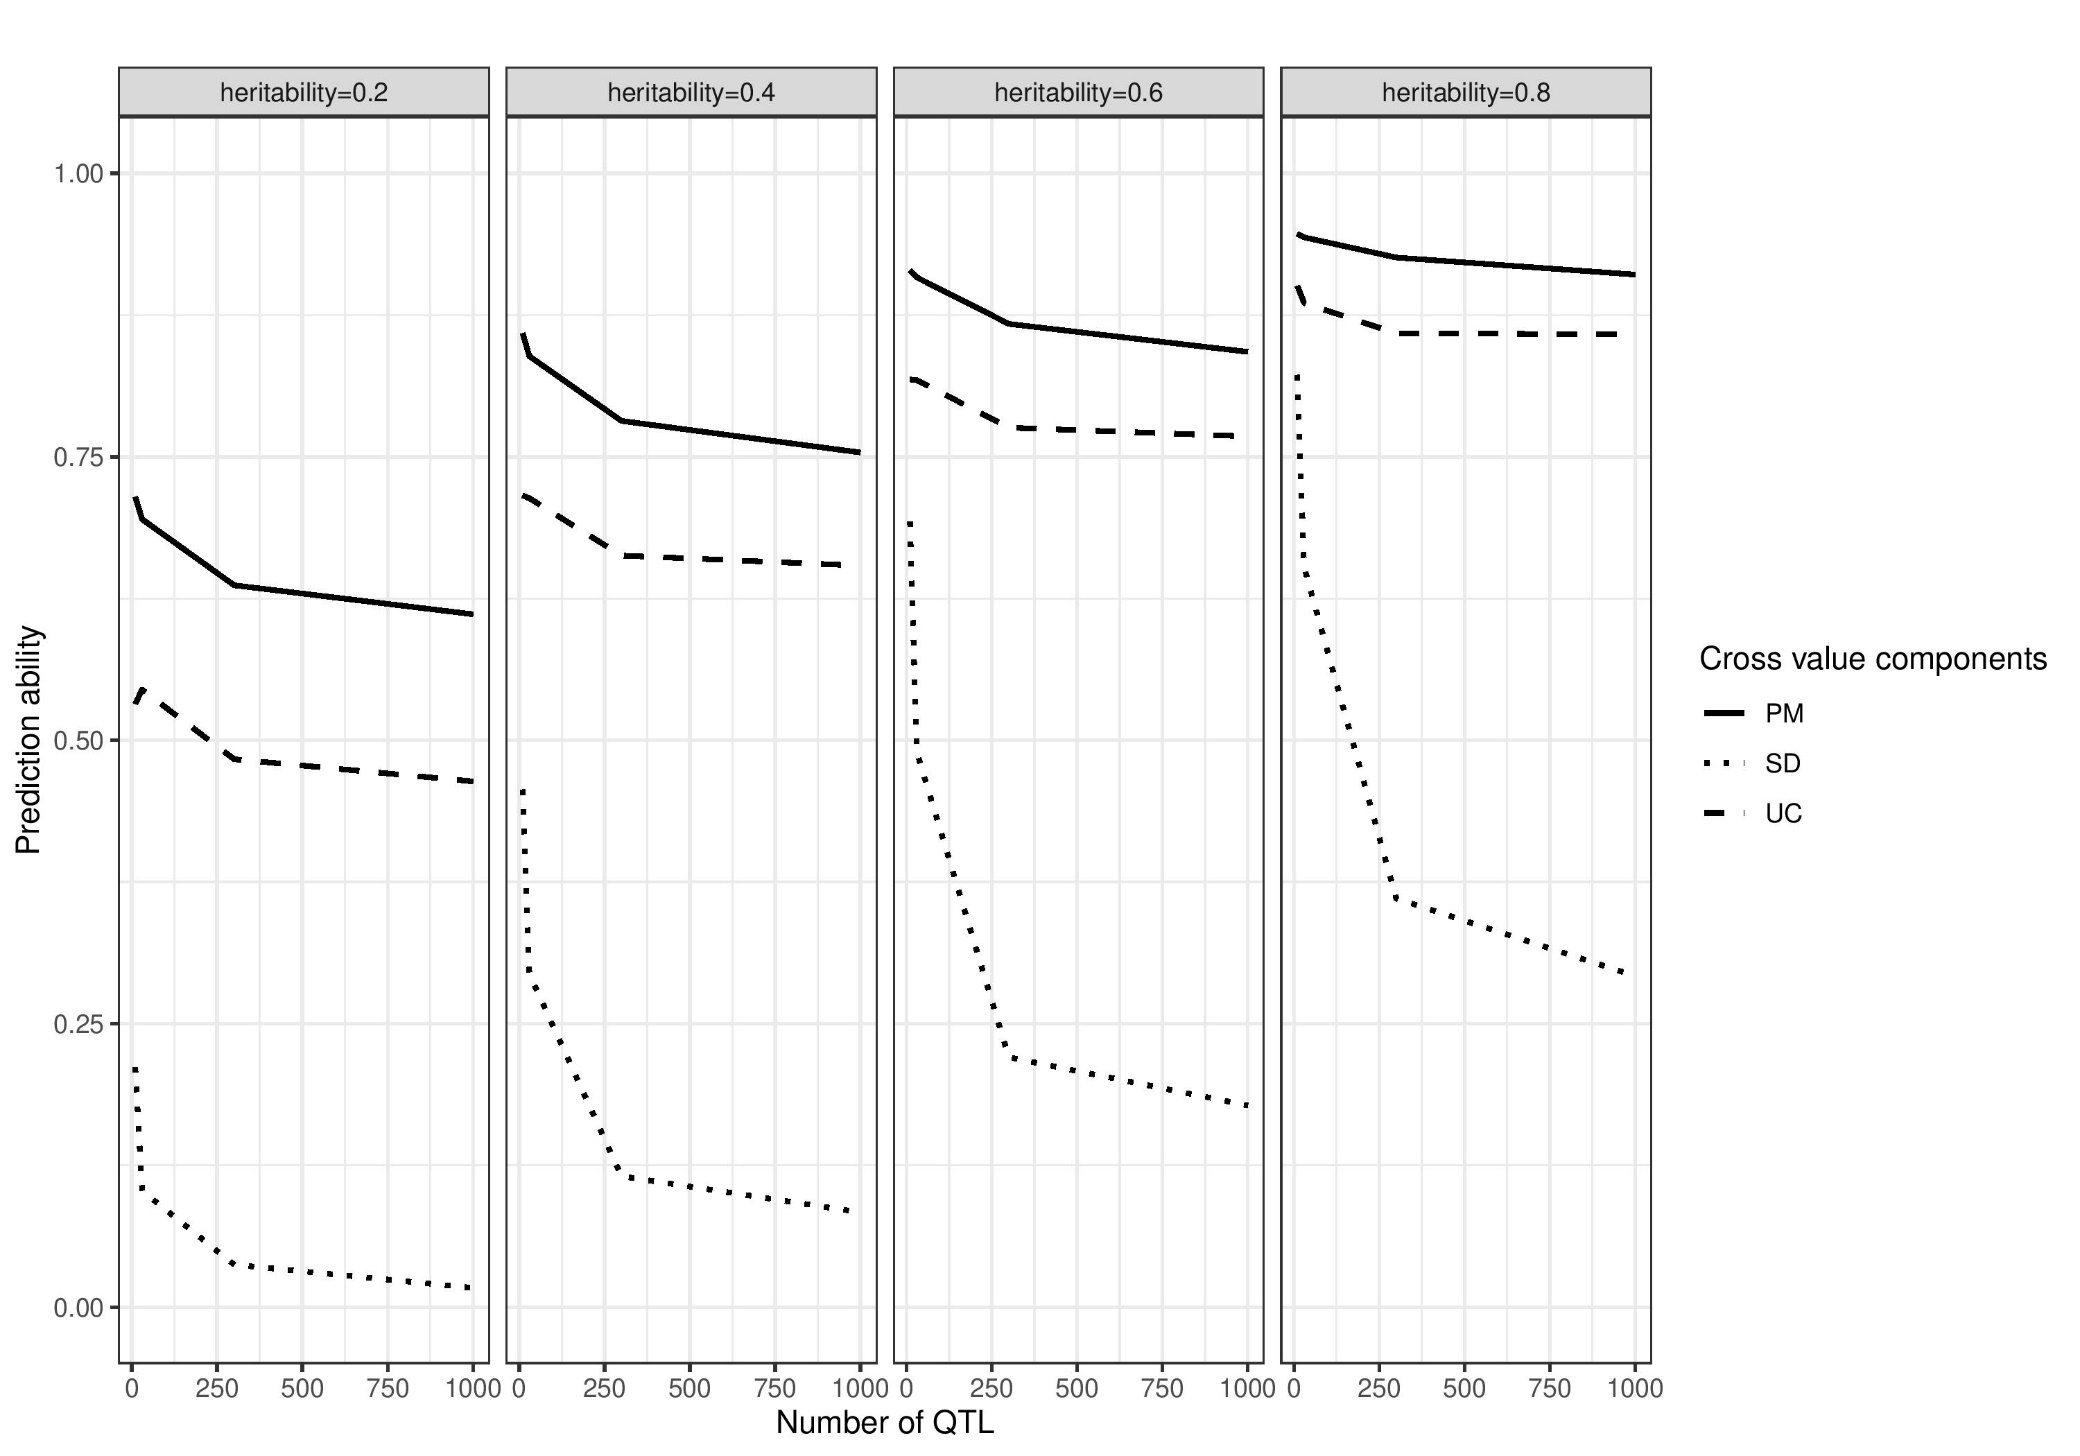 heritability=0.2 heritability=0.4 heritability=0.6 heritability=0.8
1.00
0.75
0.50
0.25
0.00
Prediction ability
0 250 500 750 1000 0 250 500 750 1000 0 250 500 750 1000 0 250 500 750 1000
Number of QTL
Cross value components
PM
SD
UC